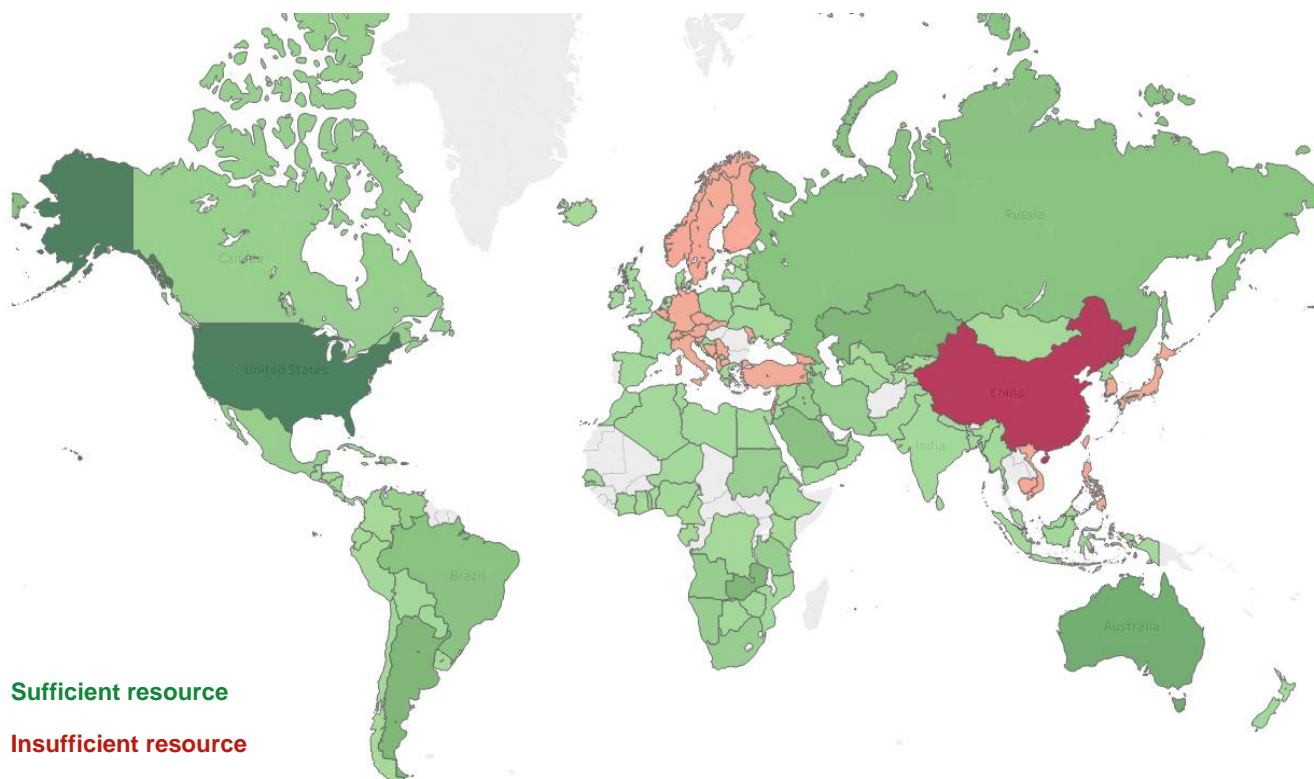 Russia
Canada
United States
China
India
Brazil
Australia
Sufficient resource
Insufficient resource